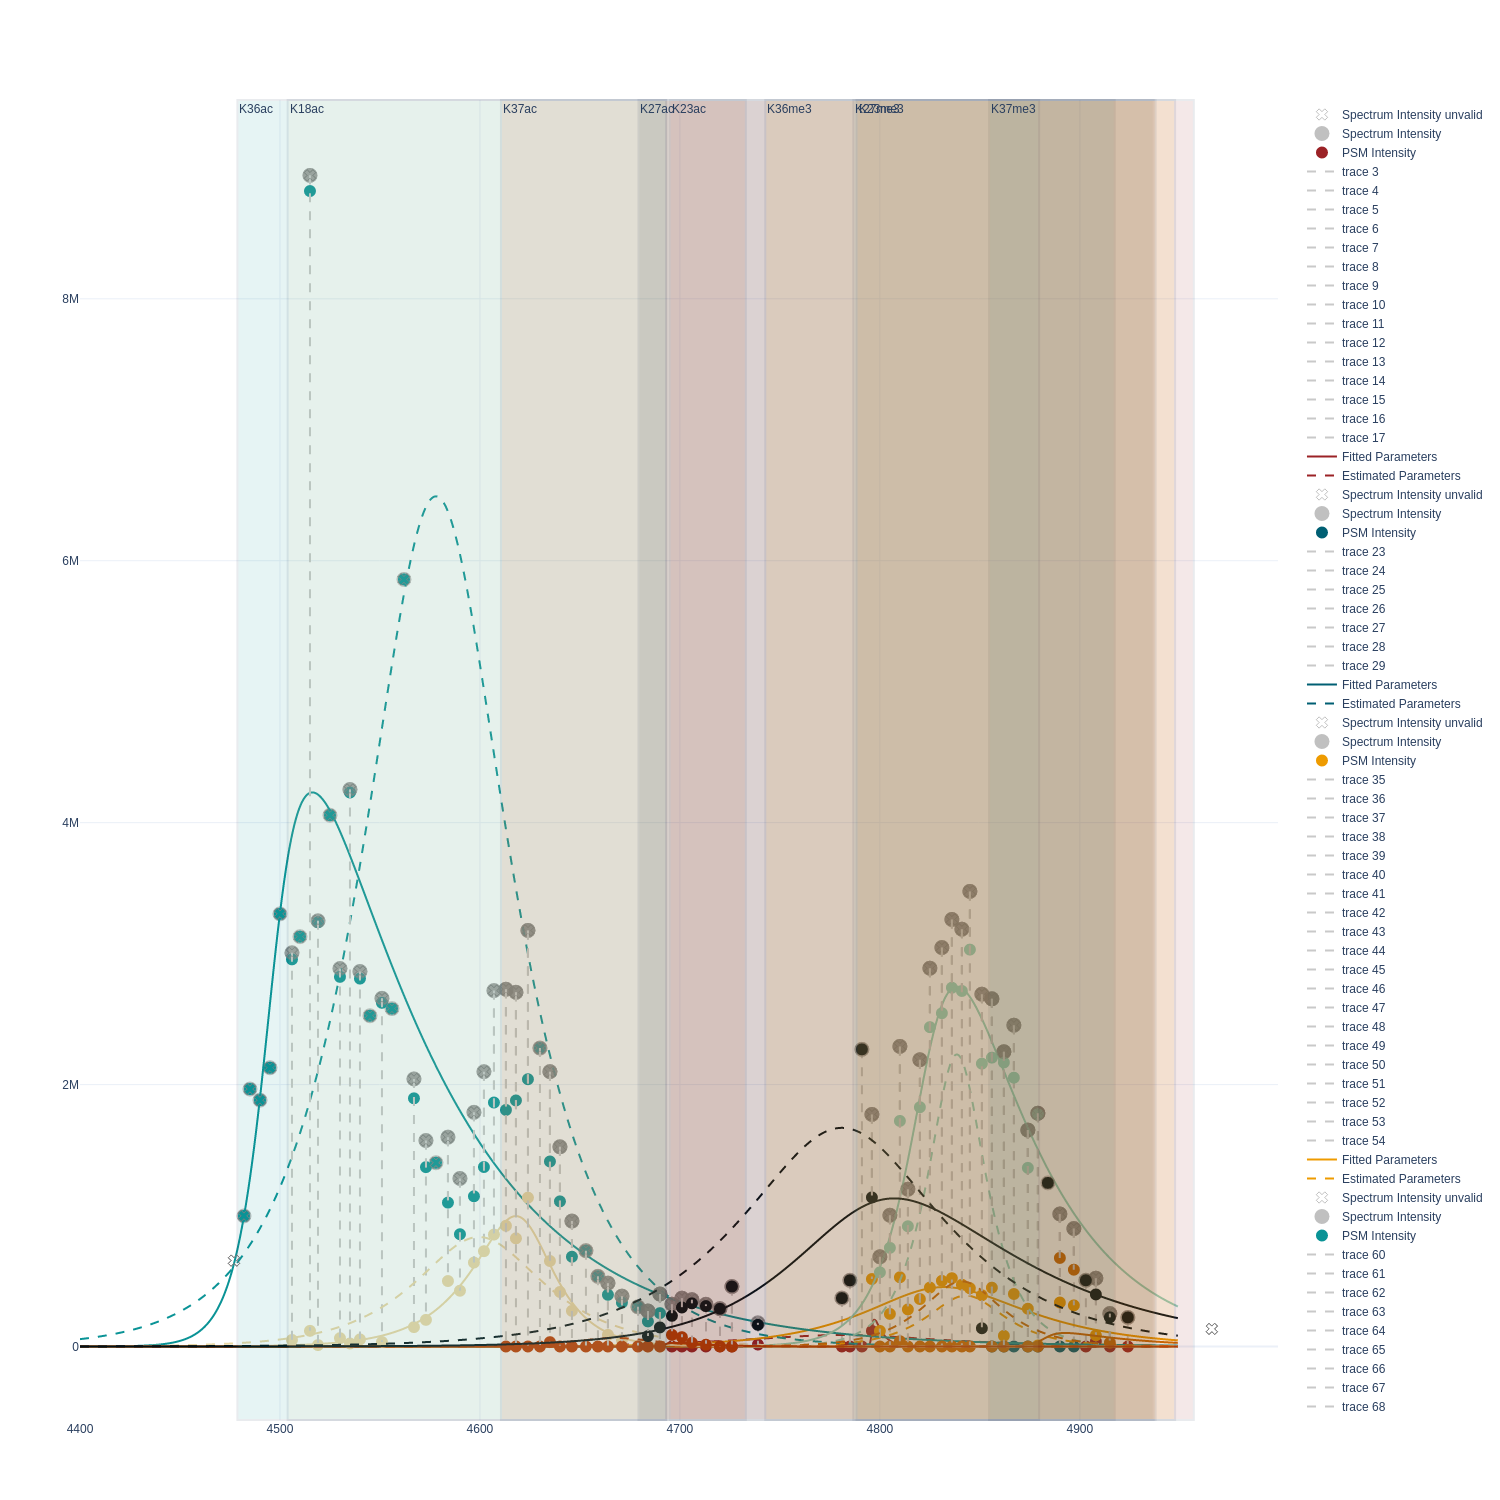 K36ac K18ac K37ac K27ac K23ac K36me3 K27me3 K23me3 K37me3
8M
6M
4M
2M
0
4400 4500 4600 4700 4800 4900
Spectrum Intensity unvalid
Spectrum Intensity
PSM Intensity
trace 3
trace 4
trace 5
trace 6
trace 7
trace 8
trace 9
trace 10
trace 11
trace 12
trace 13
trace 14
trace 15
trace 16
trace 17
Fitted Parameters
Estimated Parameters
Spectrum Intensity unvalid
Spectrum Intensity
PSM Intensity
trace 23
trace 24
trace 25
trace 26
trace 27
trace 28
trace 29
Fitted Parameters
Estimated Parameters
Spectrum Intensity unvalid
Spectrum Intensity
PSM Intensity
trace 35
trace 36
trace 37
trace 38
trace 39
trace 40
trace 41
trace 42
trace 43
trace 44
trace 45
trace 46
trace 47
trace 48
trace 49
trace 50
trace 51
trace 52
trace 53
trace 54
Fitted Parameters
Estimated Parameters
Spectrum Intensity unvalid
Spectrum Intensity
PSM Intensity
trace 60
trace 61
trace 62
trace 63
trace 64
trace 65
trace 66
trace 67
trace 68